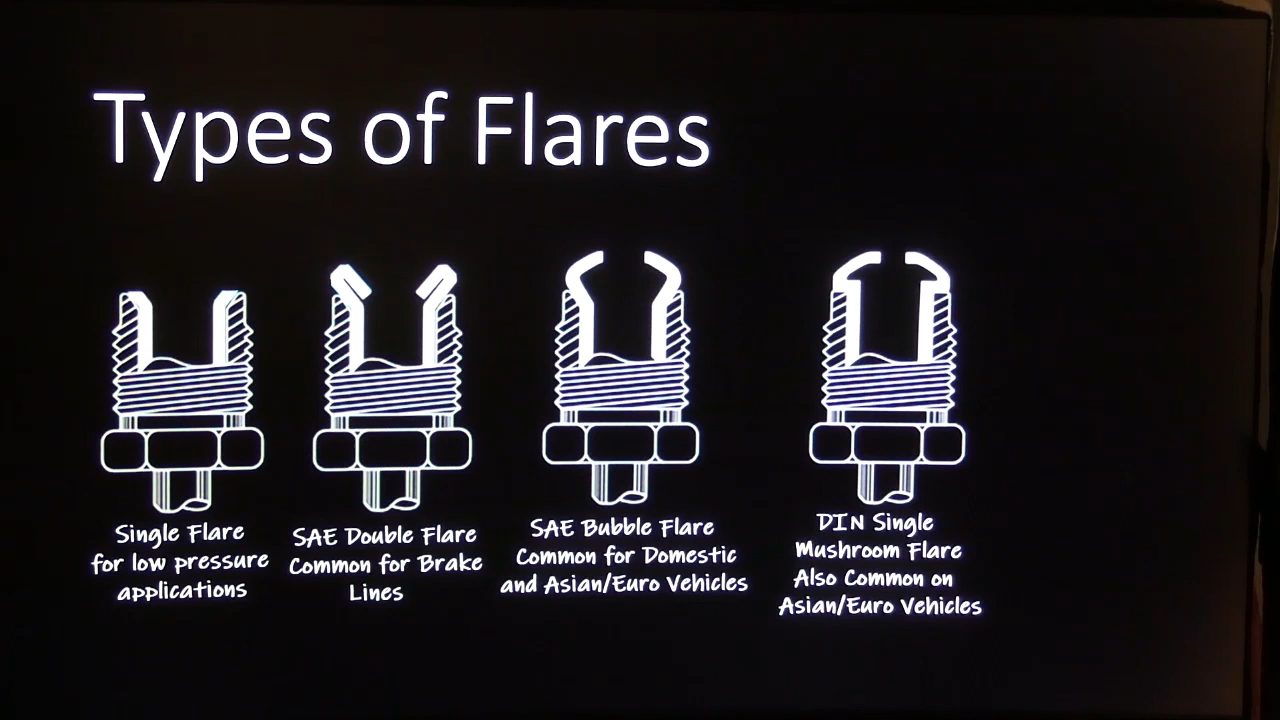 Types of Flares
Single Flare
for low pressure
applications
SAE Double Flare
Common for Brake
Lines
SAE Bubble Flare
Common for Domestic
and Asian/Euro Vehicles
DIN Single
Mushroom Flare
Also Common on
Asian/Euro Vehicles